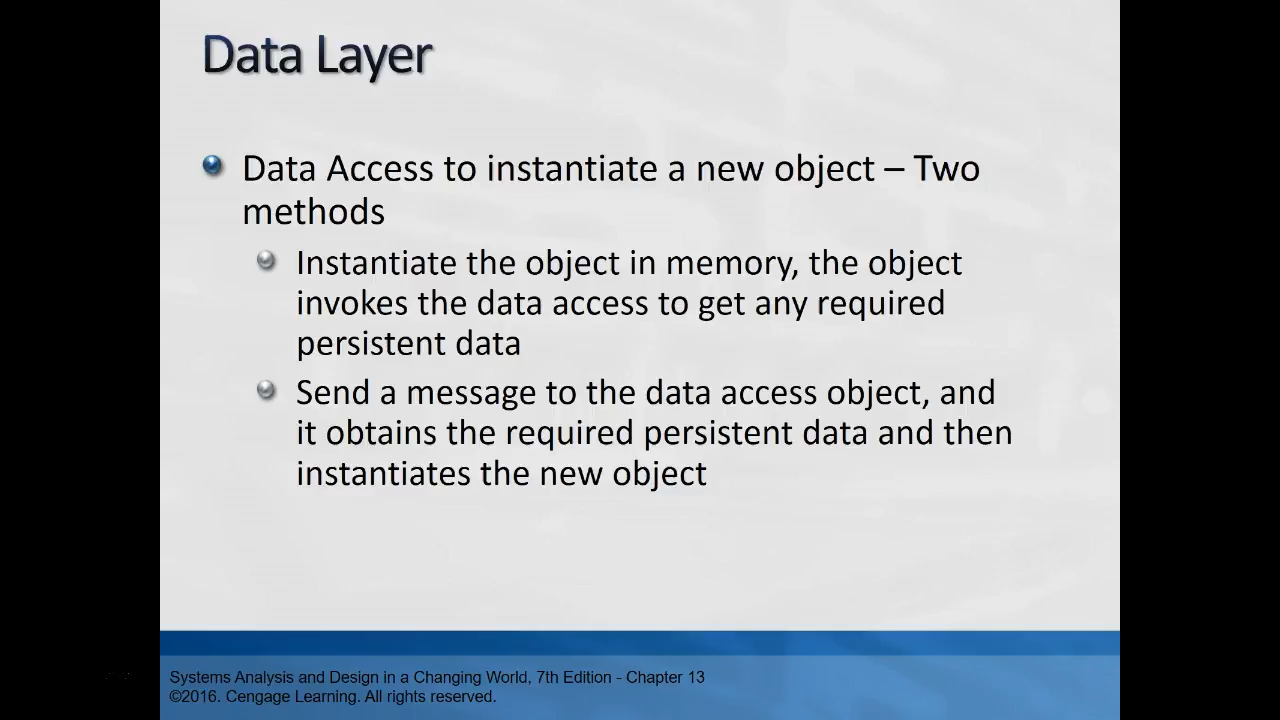 Data Layer
Data Access to instantiate a new object – Two
methods
Instantiate the object in memory, the object
invokes the data access to get any required
persistent data
Send a message to the data access object, and
it obtains the required persistent data and then
instantiates the new object
Systems Analysis and Design in a Changing World, 7th Edition - Chapter 13
©2016. Cengage Learning. All rights reserved.